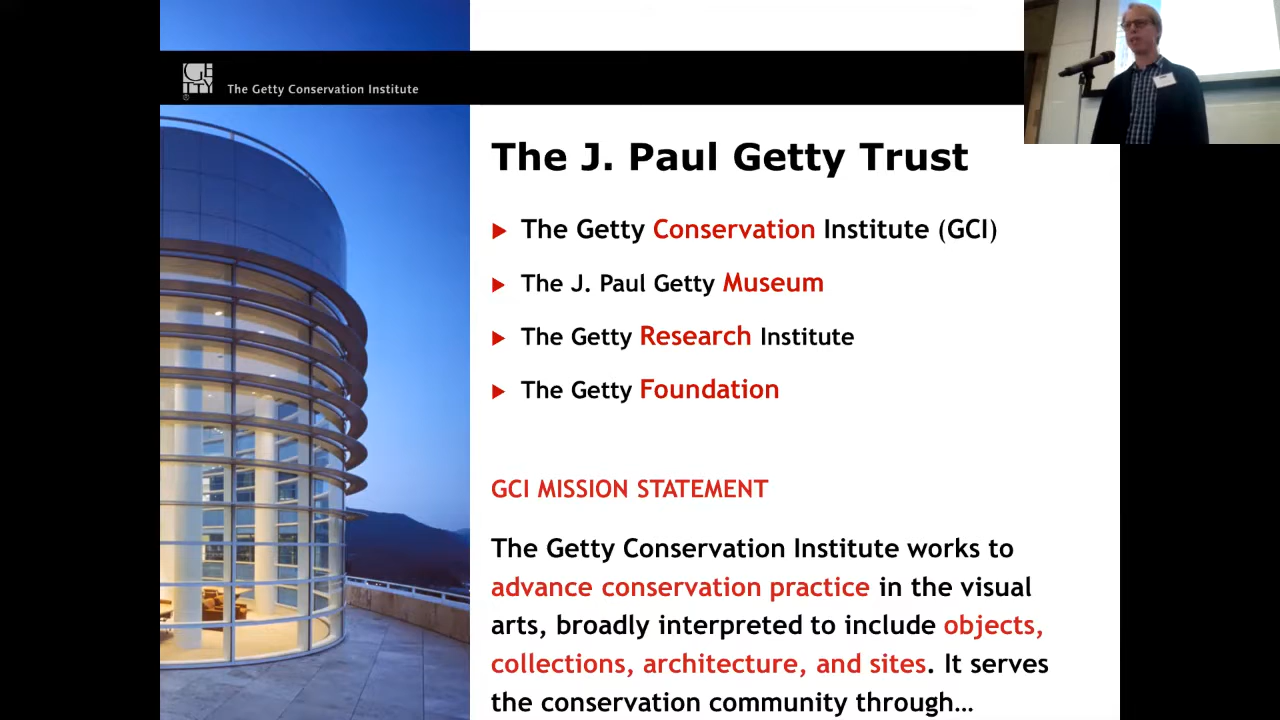 GETTY
®
The Getty Conservation Institute
The J. Paul Getty Trust
The Getty Conservation Institute (GCI)
The J. Paul Getty Museum
The Getty Research Institute
The Getty Foundation
GCI MISSION STATEMENT
The Getty Conservation Institute works to
advance conservation practice in the visual
arts, broadly interpreted to include objects,
collections, architecture, and sites. It serves
the conservation community through…